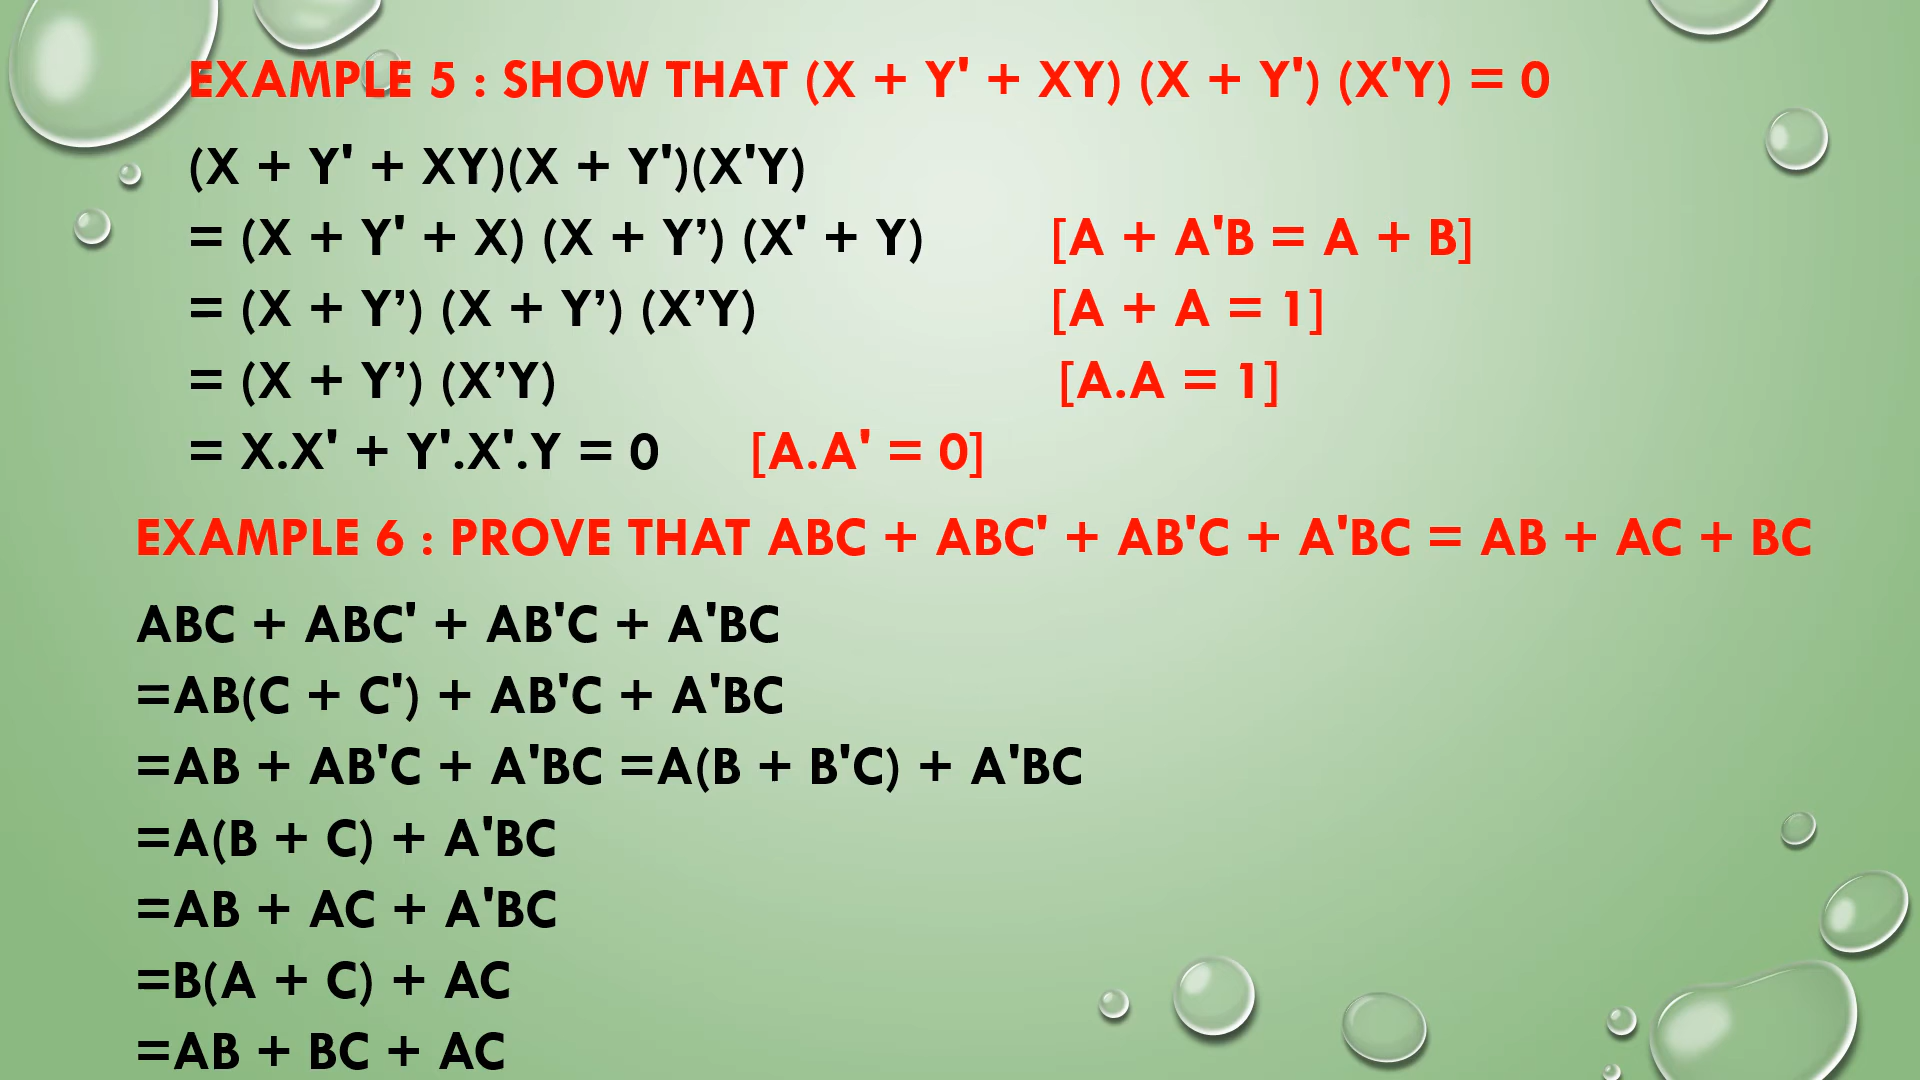 EXAMPLE 5 : SHOW THAT (X + Y' + XY) (X + Y') (X'Y) = 0
(X + Y' + XY)(X + Y')(X'Y)
= (X + Y' + X) (X + Y’) (X' + Y) [A + A'B = A + B]
= (X + Y’) (X + Y’) (X’Y) [A + A = 1]
= (X + Y’) (X’Y) [A.A = 1]
= X.X' + Y'.X'.Y = 0 [A.A' = 0]
EXAMPLE 6 : PROVE THAT ABC + ABC' + AB'C + A'BC = AB + AC + BC
ABC + ABC' + AB'C + A'BC
=AB(C + C') + AB'C + A'BC
=AB + AB'C + A'BC =A(B + B'C) + A'BC
=A(B + C) + A'BC
=AB + AC + A'BC
=B(A + C) + AC
=AB + BC + AC